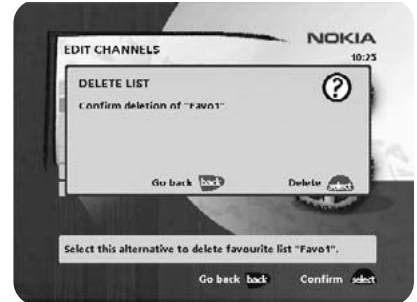 NOKIA
EDIT CHANNELS
10:25
DELETE LIST
?
Confirm deletion of "Favo1".
Go back back
Delete select
Select this alternative to delete favourite list "Favo1".
Go back back Confirm select